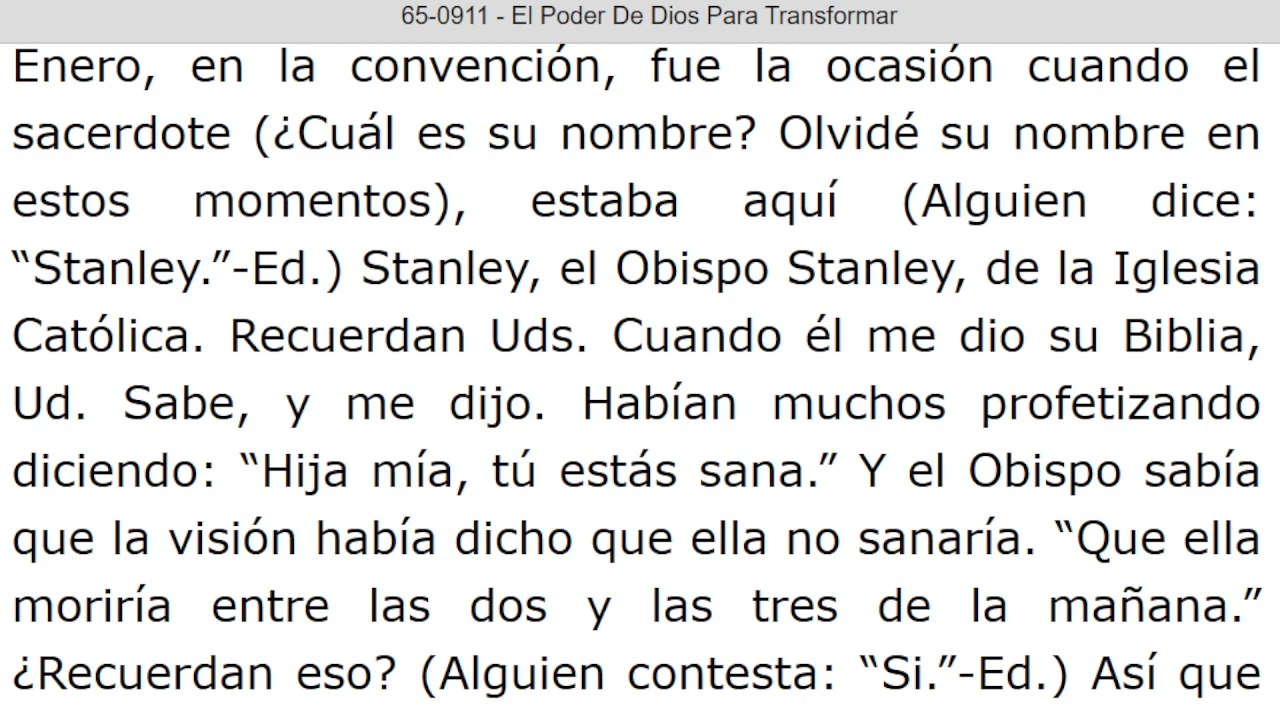 65-0911 - El Poder De Dios Para Transformar
Enero, en la convención, fue la ocasión cuando el
sacerdote (¿Cuál es su nombre? Olvidé su nombre en
estos momentos), estaba aquí (Alguien dice:
“Stanley.”-Ed.) Stanley, el Obispo Stanley, de la Iglesia
Católica. Recuerdan Uds. Cuando él me dio su Biblia,
Ud. Sabe, y me dijo. Habían muchos profetizando
diciendo: “Hija mía, tú estás sana.” Y el Obispo sabía
que la visión había dicho que ella no sanaría. “Que ella
moriría entre las dos y las tres de la mañana.”
¿Recuerdan eso? (Alguien contesta: “Si.”-Ed.) Así que